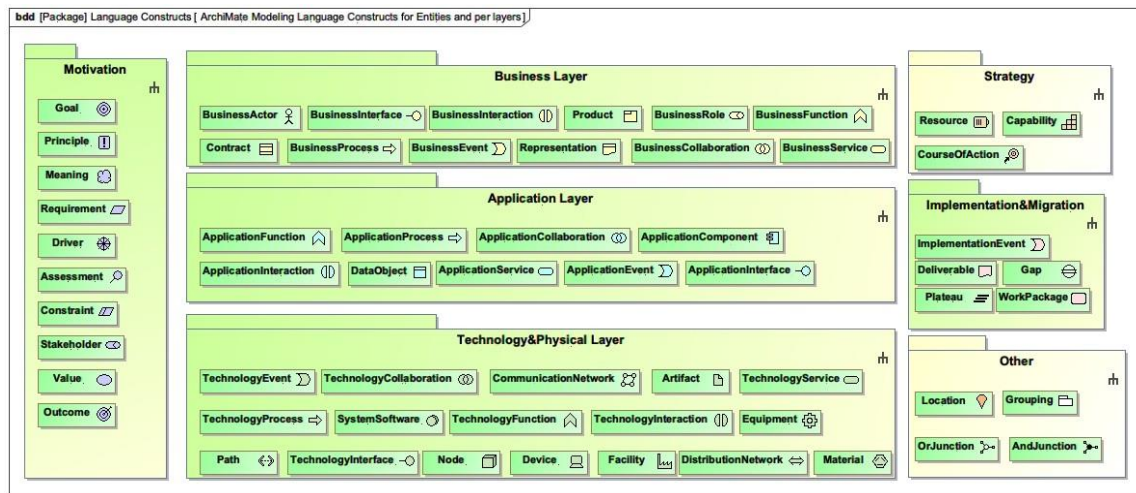 bdd [Package] Language Constructs [ ArchiMate Modeling Language Constructs for Entities and per layers]
Motivation
Goal
Principle
Meaning
Requirement
Driver
Assessment
Constraint
Stakeholder
Value
Outcome
Business Layer
BusinessActor BusinessInterface BusinessInteraction Product BusinessRole BusinessFunction
Contract BusinessProcess BusinessEvent Representation BusinessCollaboration BusinessService
Application Layer
ApplicationFunction ApplicationProcess ApplicationCollaboration ApplicationComponent
ApplicationInteraction DataObject ApplicationService ApplicationEvent ApplicationInterface
Technology&Physical Layer
TechnologyEvent TechnologyCollaboration CommunicationNetwork Artifact TechnologyService
TechnologyProcess SystemSoftware TechnologyFunction TechnologyInteraction Equipment
Path TechnologyInterface Node Device Facility DistributionNetwork Material
Strategy
Resource Capability
CourseOfAction
Implementation&Migration
ImplementationEvent
Deliverable Gap
Plateau WorkPackage
Other
Location Grouping
OrJunction AndJunction